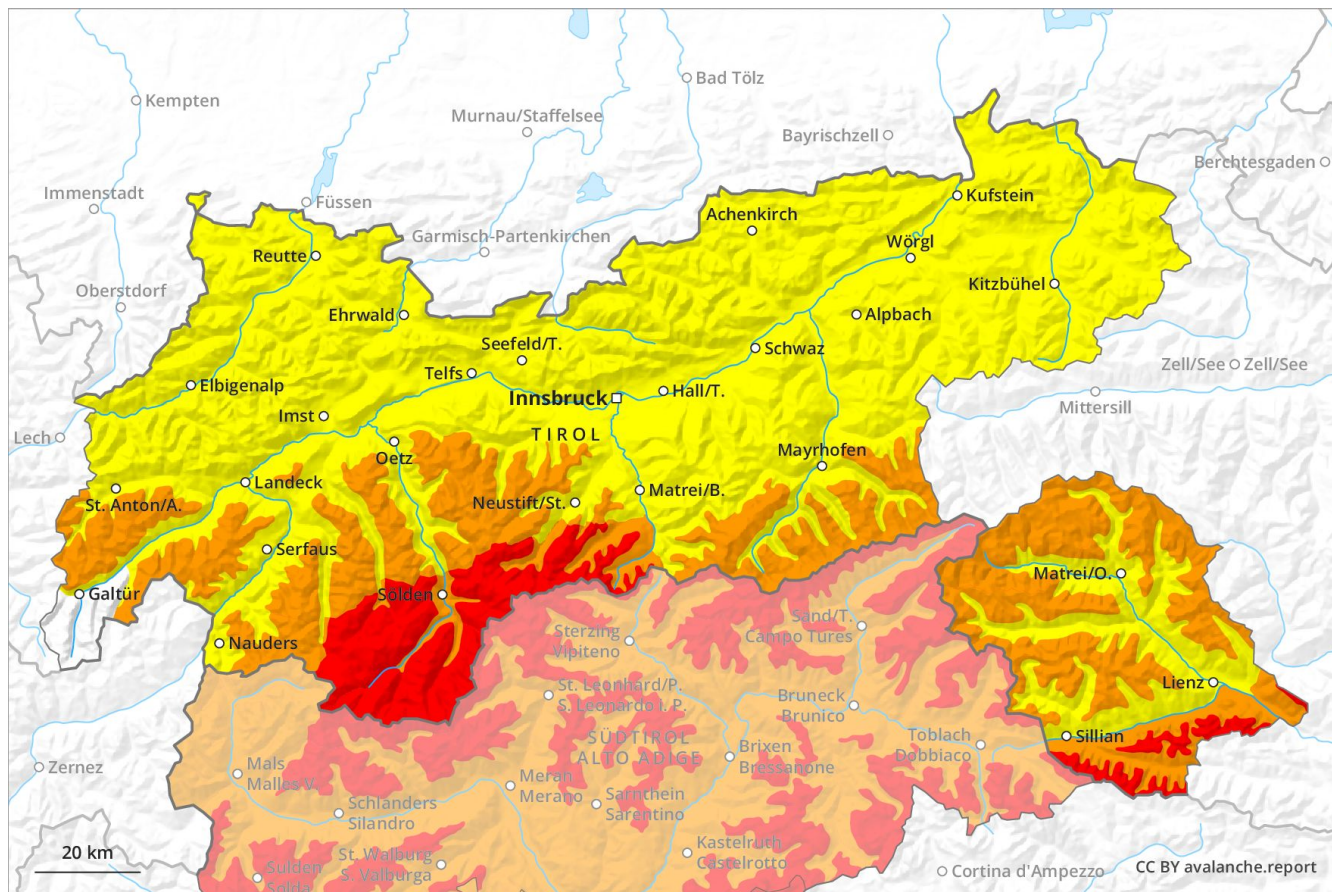 Kempten
Bad Tölz
Murnau/Staffelsee
Bayrischzell
Berchtesgaden
Immenstadt
Füssen
Kufstein
Achenkirch
Garmisch-Partenkirchen
Wörgl
Reutte
Kitzbühel
Oberstdorf
Ehrwald
Alpbach
Seefeld/T.
Schwaz
Zell/See
Zell/See
Telfs
Elbigenalp
Hall/T.
Innsbruck
Mittersill
Imst
Lech
TIROL
Mayrhofen
Oetz
Landeck
Matrei/B.
St. Anton/A.
Neustift/St.
Serfaus
Matrei/O.
Galtür
Sölden
Sand/T.
Campo Tures
Sterzing
Vipiteno
Nauders
Lienz
St. Leonhard/P.
S. Leonardo i. P.
Bruneck
Brunico
Sillian
SÜDTIROL
ALTO ADIGE
Toblach
Dobbiaco
Brixen
Bressanone
Zernez
Mals
Malles V.
Meran
Merano
Sarnthein
Sarentino
Schlanders
Silandro
Kastelruth
Castelrotto
20 km
St. Walburg
S. Valburga
Sulden
Solda
Cortina d'Ampezzo
CC BY avalanche.report